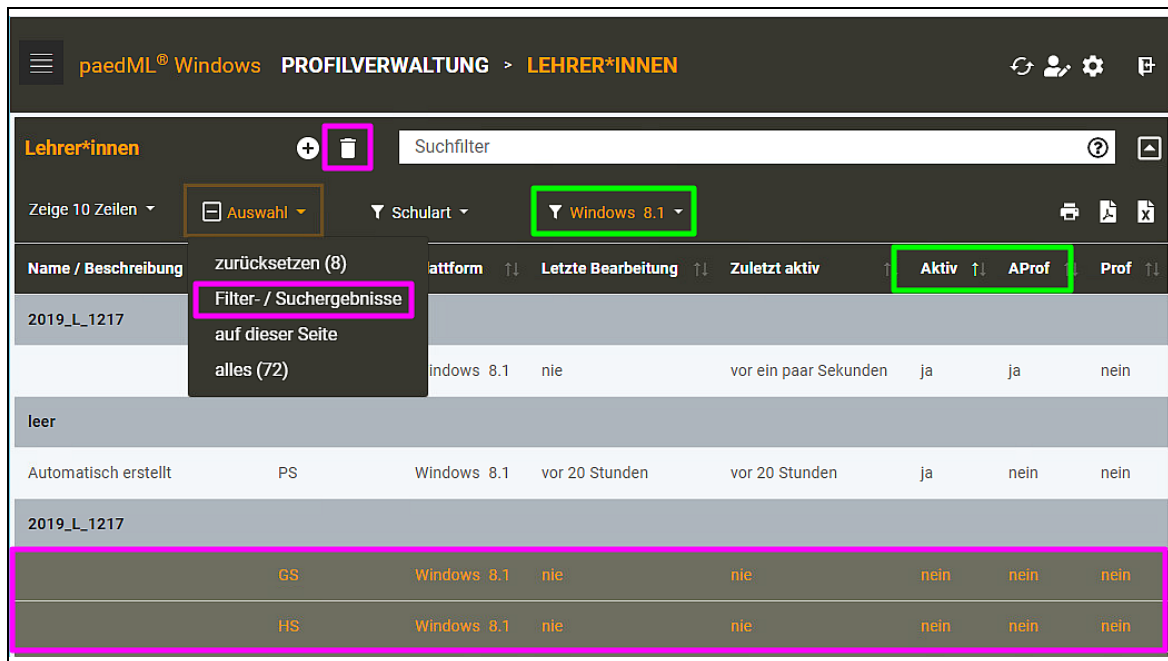 paedML® Windows PROFILVERWALTUNG > LEHRER*INNEN
Lehrer*innen Suchfilter
Zeige 10 Zeilen Auswahl Schulart Windows 8.1
zurücksetzen (8)
Filter- / Suchergebnisse
auf dieser Seite
alles (72)
Name / Beschreibung lattform Letzte Bearbeitung Zuletzt aktiv Aktiv AProf Prof
2019_L_1217
indows 8.1 nie vor ein paar Sekunden ja ja nein
leer
Automatisch erstellt PS Windows 8.1 vor 20 Stunden vor 20 Stunden ja nein nein
2019_L_1217
GS Windows 8.1 nie nie nein nein nein
HS Windows 8.1 nie nie nein nein nein